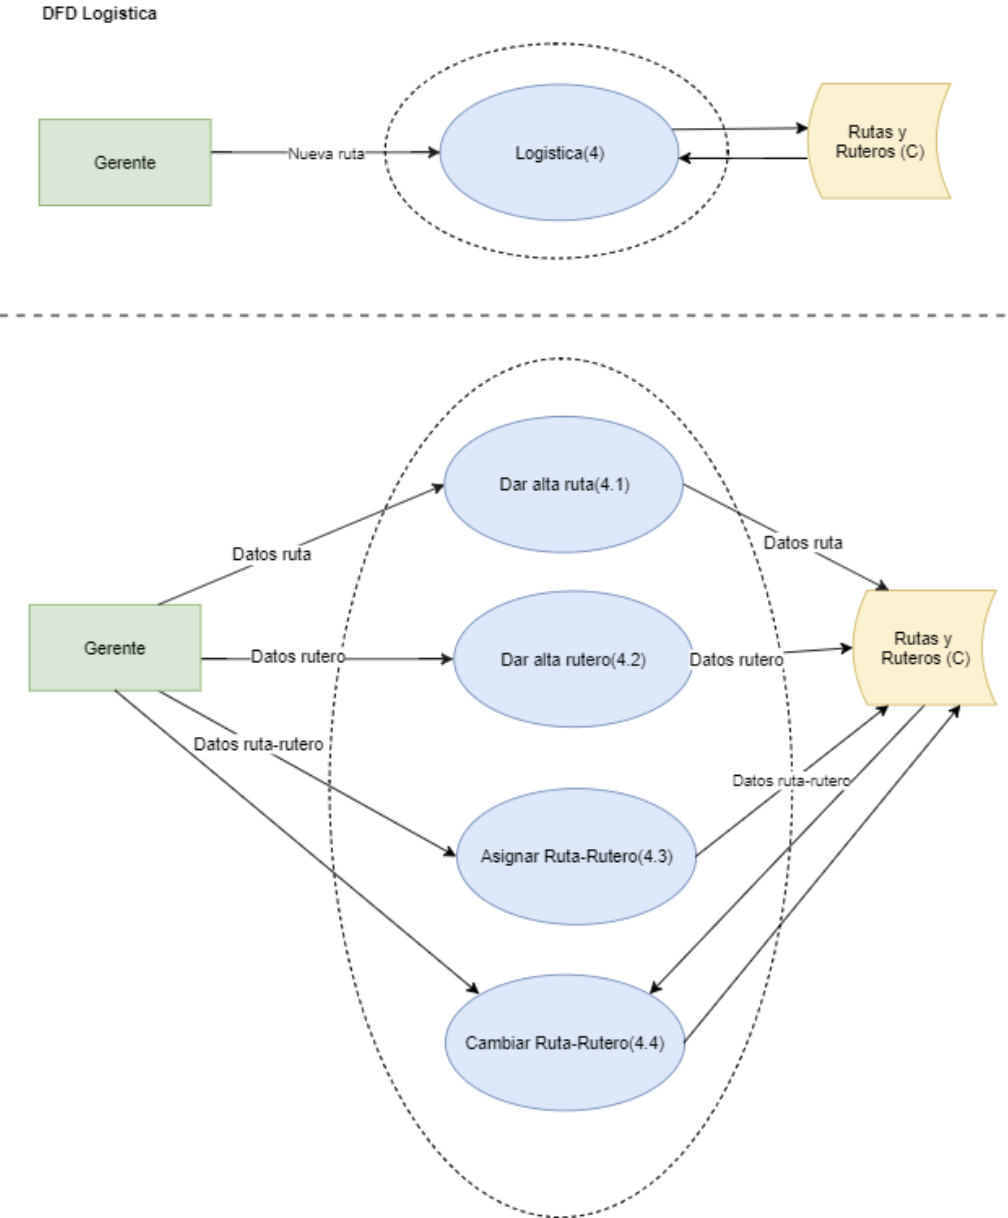 DFD Logistica
Gerente
Nueva ruta
Logistica(4)
Rutas y
Ruteros (C)
Dar alta ruta(4.1)
Datos ruta
Datos ruta
Gerente
Datos rutero
Dar alta rutero(4.2)
Datos rutero
Rutas y
Ruteros (C)
Datos ruta-rutero
Datos ruta-rutero
Asignar Ruta-Rutero(4.3)
Cambiar Ruta-Rutero(4.4)